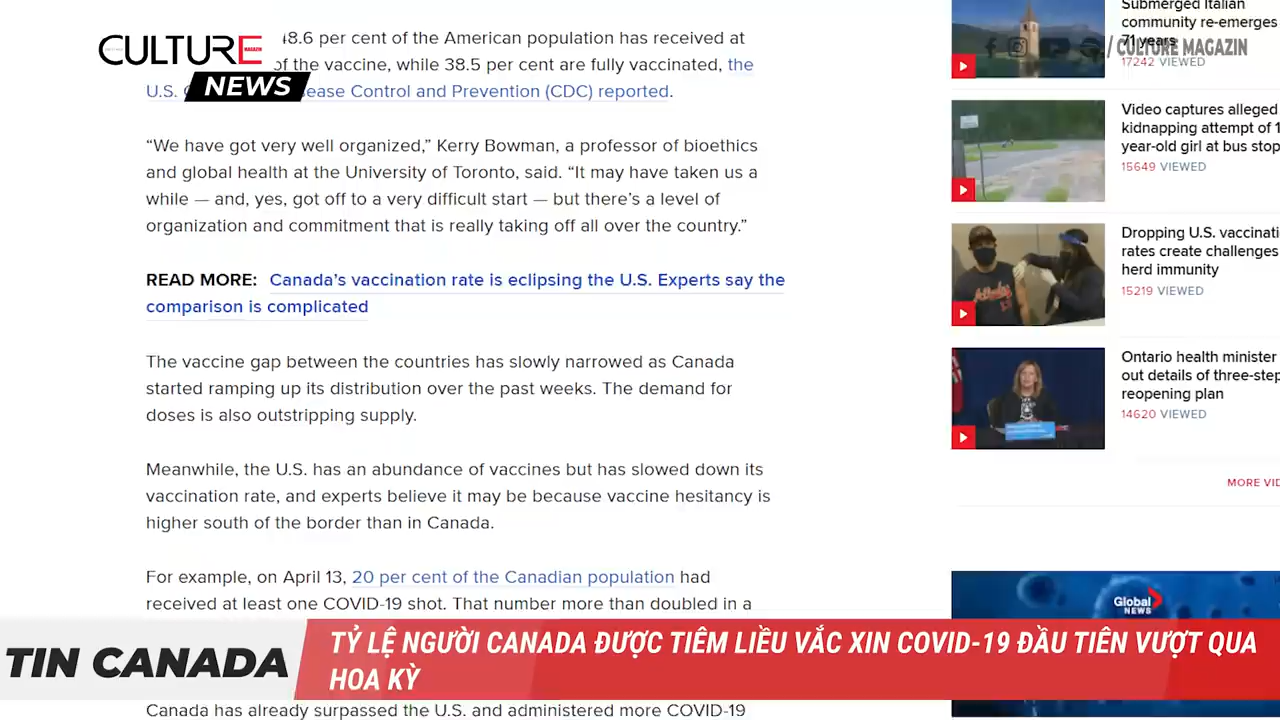 CULTURE
MAGAZIN
NEWS
48.6 per cent of the American population has received at
of the vaccine, while 38.5 per cent are fully vaccinated, the
U.S. ease Control and Prevention (CDC) reported.
“We have got very well organized,” Kerry Bowman, a professor of bioethics
and global health at the University of Toronto, said. “It may have taken us a
while — and, yes, got off to a very difficult start — but there’s a level of
organization and commitment that is really taking off all over the country.”
READ MORE: Canada’s vaccination rate is eclipsing the U.S. Experts say the
comparison is complicated
The vaccine gap between the countries has slowly narrowed as Canada
started ramping up its distribution over the past weeks. The demand for
doses is also outstripping supply.
Meanwhile, the U.S. has an abundance of vaccines but has slowed down its
vaccination rate, and experts believe it may be because vaccine hesitancy is
higher south of the border than in Canada.
For example, on April 13, 20 per cent of the Canadian population had
received at least one COVID-19 shot. That number more than doubled in a
Canada has already surpassed the U.S. and administered more COVID-19
Submerged Italian
community re-emerges
71 years
17242 VIEWED
/ CULTURE MAGAZIN
Video captures alleged
kidnapping attempt of 1
year-old girl at bus stop
15649 VIEWED
Dropping U.S. vaccinati
rates create challenges
herd immunity
15219 VIEWED
Ontario health minister
out details of three-step
reopening plan
14620 VIEWED
MORE VID
Global
NEWS
TIN CANADA
TỶ LỆ NGƯỜI CANADA ĐƯỢC TIÊM LIỀU VẮC XIN COVID-19 ĐẦU TIÊN VƯỢT QUA
HOA KỲ